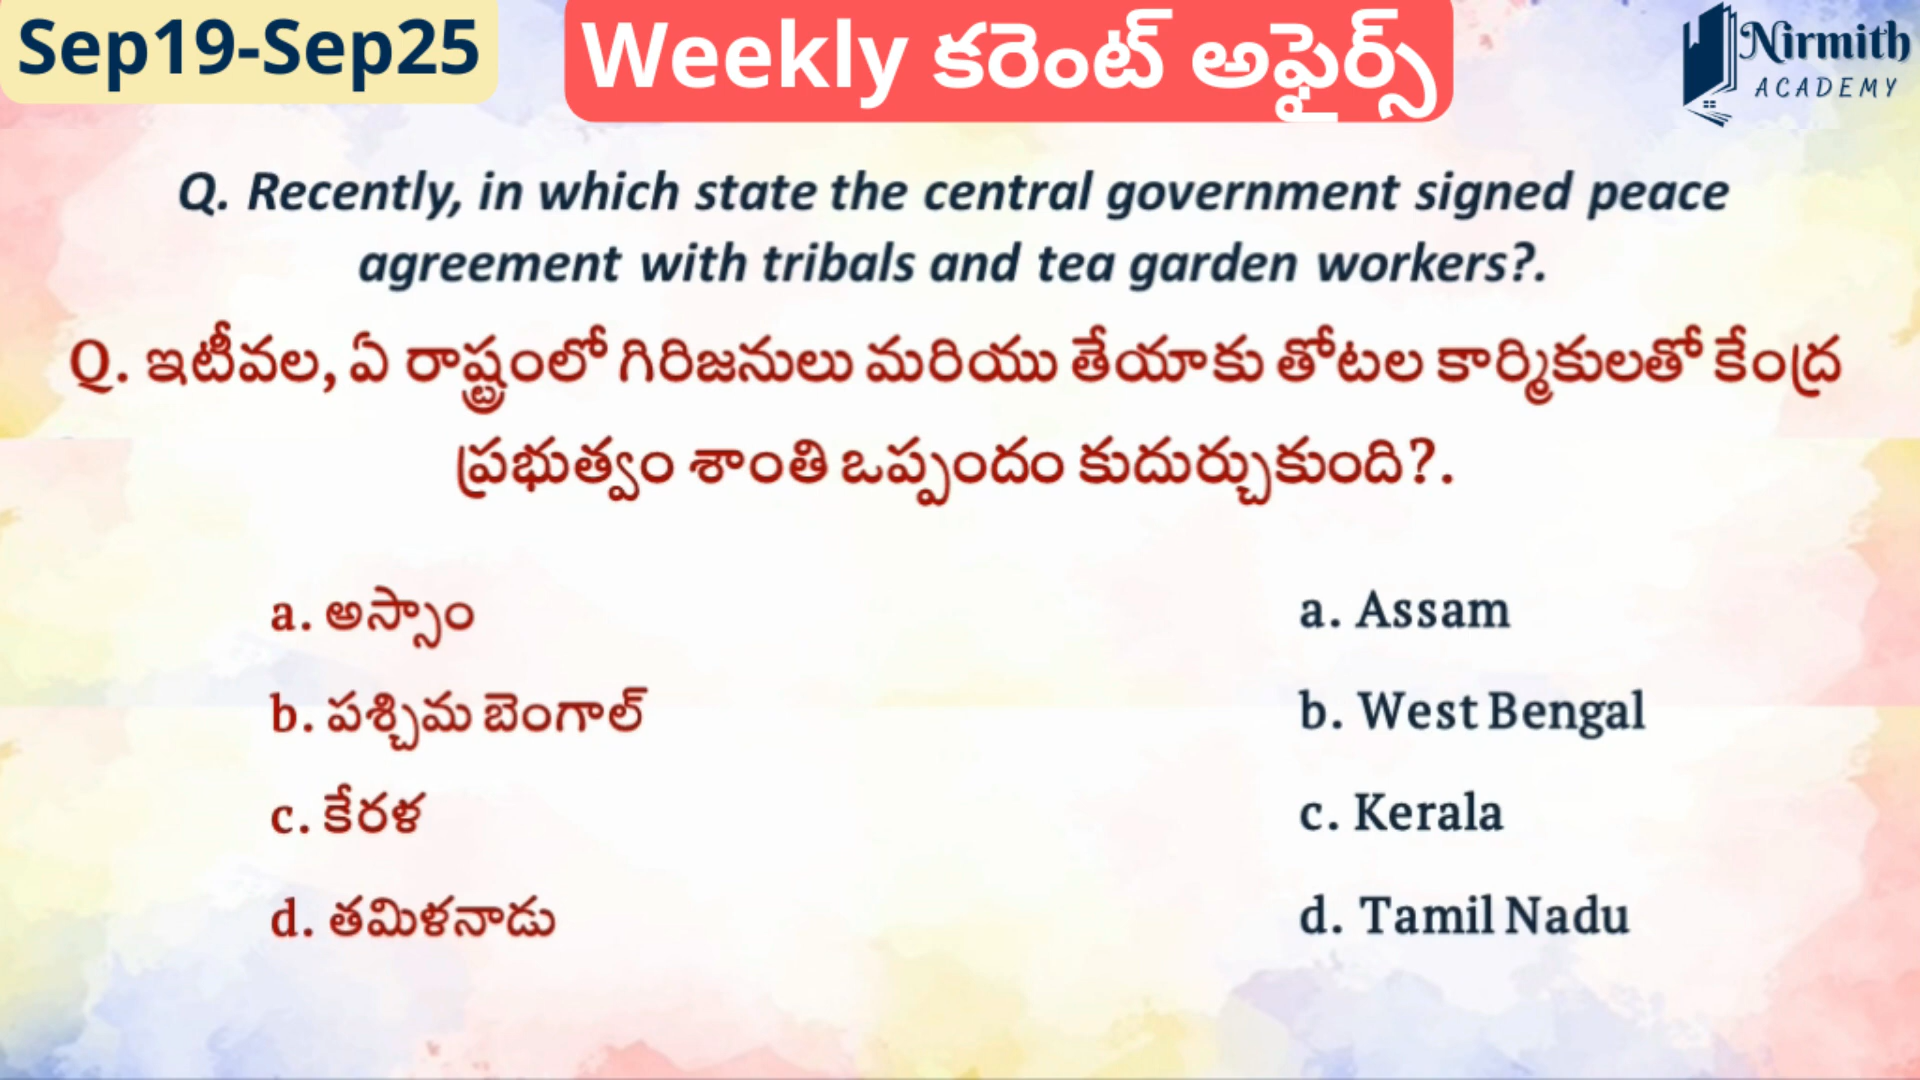 Sep19-Sep25
Weekly కరెంట్ అఫైర్స్
Nirmith
ACADEMY
Q. Recently, in which state the central government signed peace
agreement with tribals and tea garden workers?.
Q. ఇటీవల, ఏ రాష్ట్రంలో గిరిజనులు మరియు తేయాకు తోటల కార్మికులతో కేంద్ర
ప్రభుత్వం శాంతి ఒప్పందం కుదుర్చుకుంది?.
a. అస్సాం
b. పశ్చిమ బెంగాల్
c. కేరళ
d. తమిళనాడు
a. Assam
b. West Bengal
c. Kerala
d. Tamil Nadu